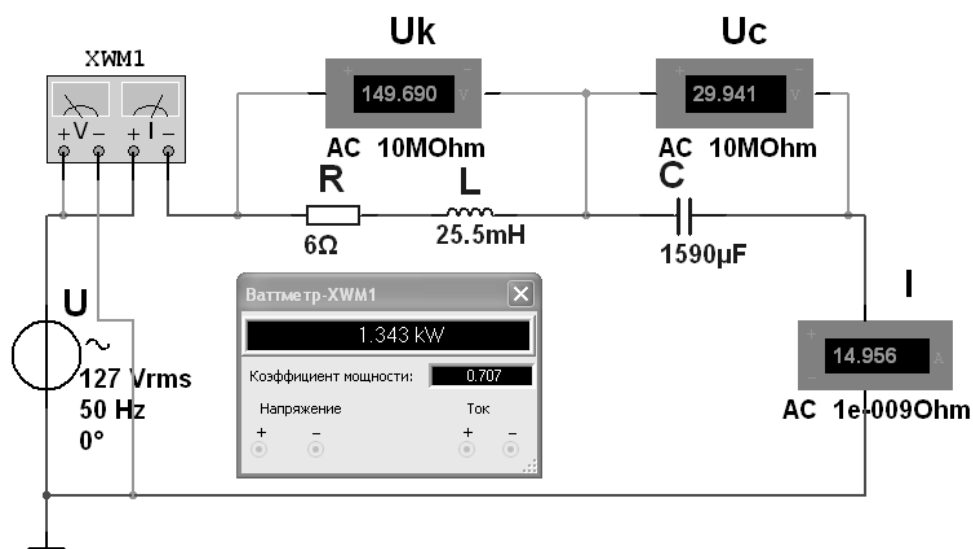 Uk
Uc
XWM1
+ V − + I −
+ −
149.690 V
+ −
29.941 V
AC 10MOhm
AC 10MOhm
R
L
C
6Ω
25.5mH
1590µF
Ваттметр-XWM1
1.343 kW
Коэффициент мощности: 0.707
Напряжение
Ток
+ − + −
U
127 Vrms
50 Hz
0°
I
+
14.956 A
−
AC 1e-009Ohm